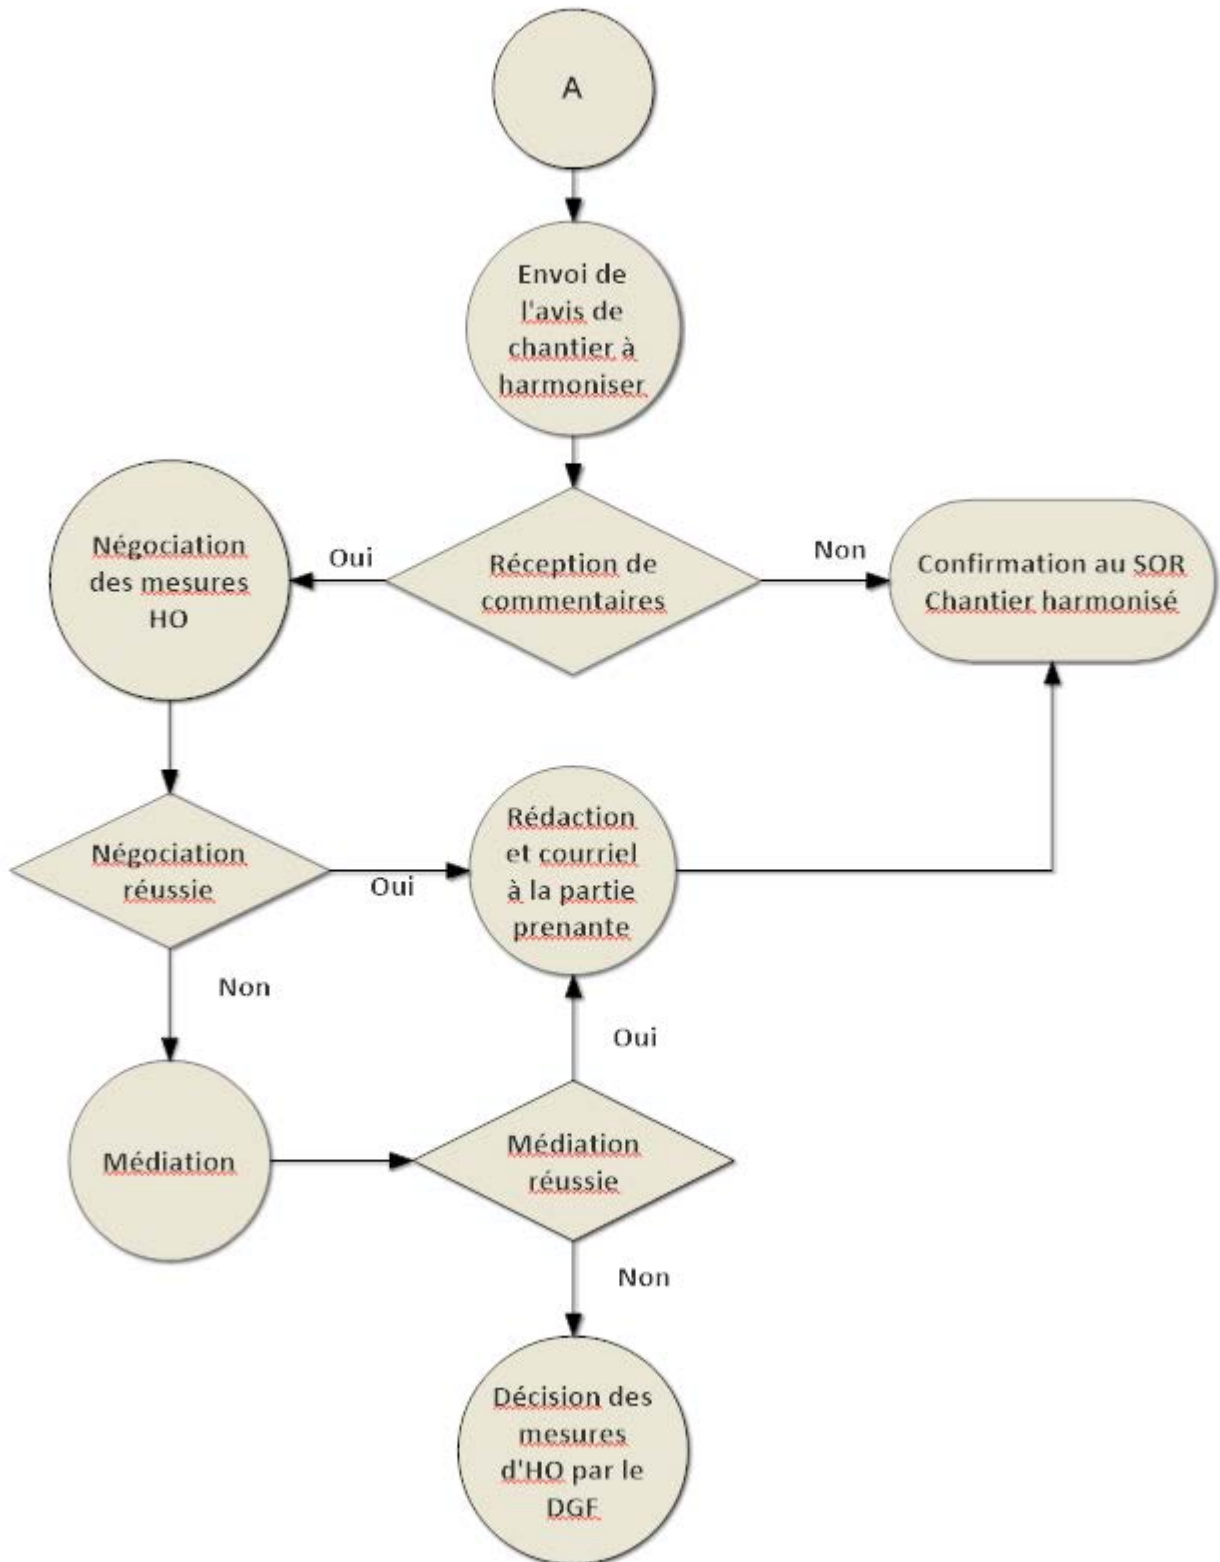 A
Envoi de
l'avis de
chantier à
harmoniser
Négociation
des mesures
HO
Oui
Réception de
commentaires
Non
Confirmation au SOR
Chantier harmonisé
Négociation
réussie
Oui
Rédaction
et courriel
à la partie
prenante
Non
Oui
Médiation
Médiation
réussie
Non
Décision des
mesures
d'HO par le
DGF